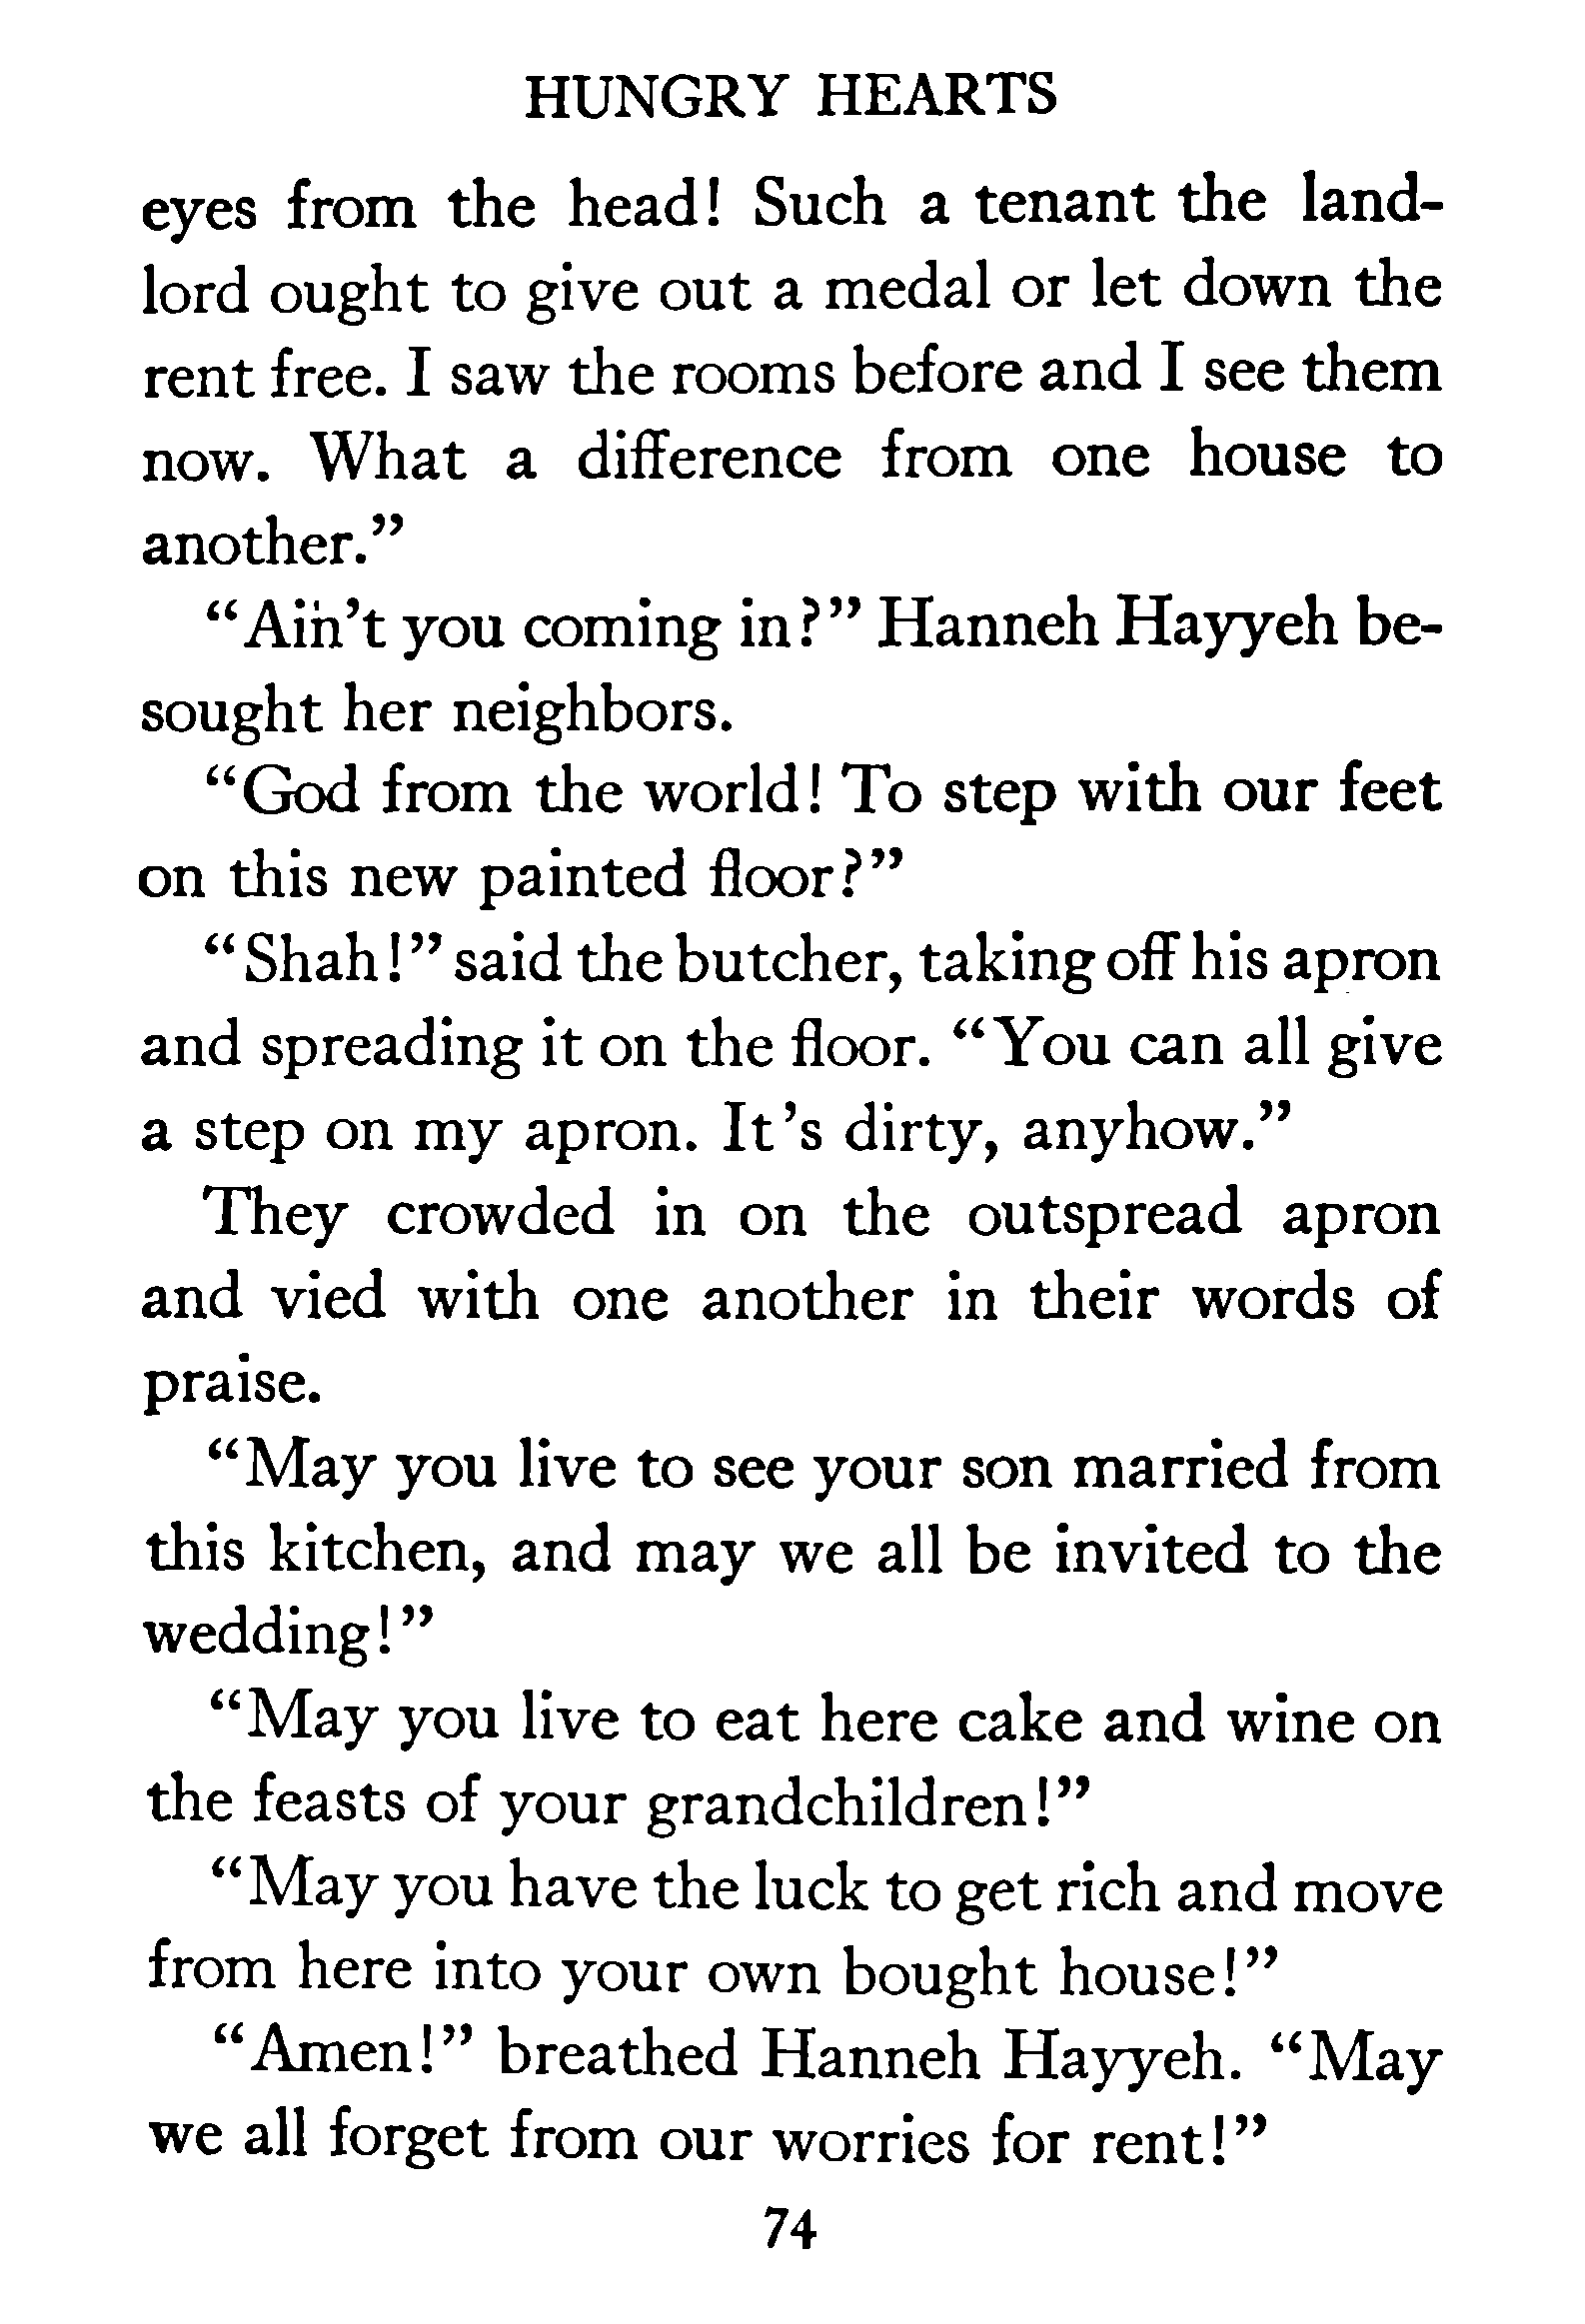 HUNGRY HEARTS
eyes from the head! Such a tenant the land-
lord ought to give out a medal or let down the
rent free. I saw the rooms before and I see them
now. What a difference from one house to
another.”
“Ain’t you coming in?” Hanneh Hayyeh be-
sought her neighbors.
“God from the world! To step with our feet
on this new painted floor?”
“Shah!” said the butcher, taking off his apron
and spreading it on the floor. “You can all give
a step on my apron. It’s dirty, anyhow.”
They crowded in on the outspread apron
and vied with one another in their words of
praise.
“May you live to see your son married from
this kitchen, and may we all be invited to the
wedding!”
“May you live to eat here cake and wine on
the feasts of your grandchildren!”
“May you have the luck to get rich and move
from here into your own bought house!”
“Amen!” breathed Hanneh Hayyeh. “May
we all forget from our worries for rent!”
74